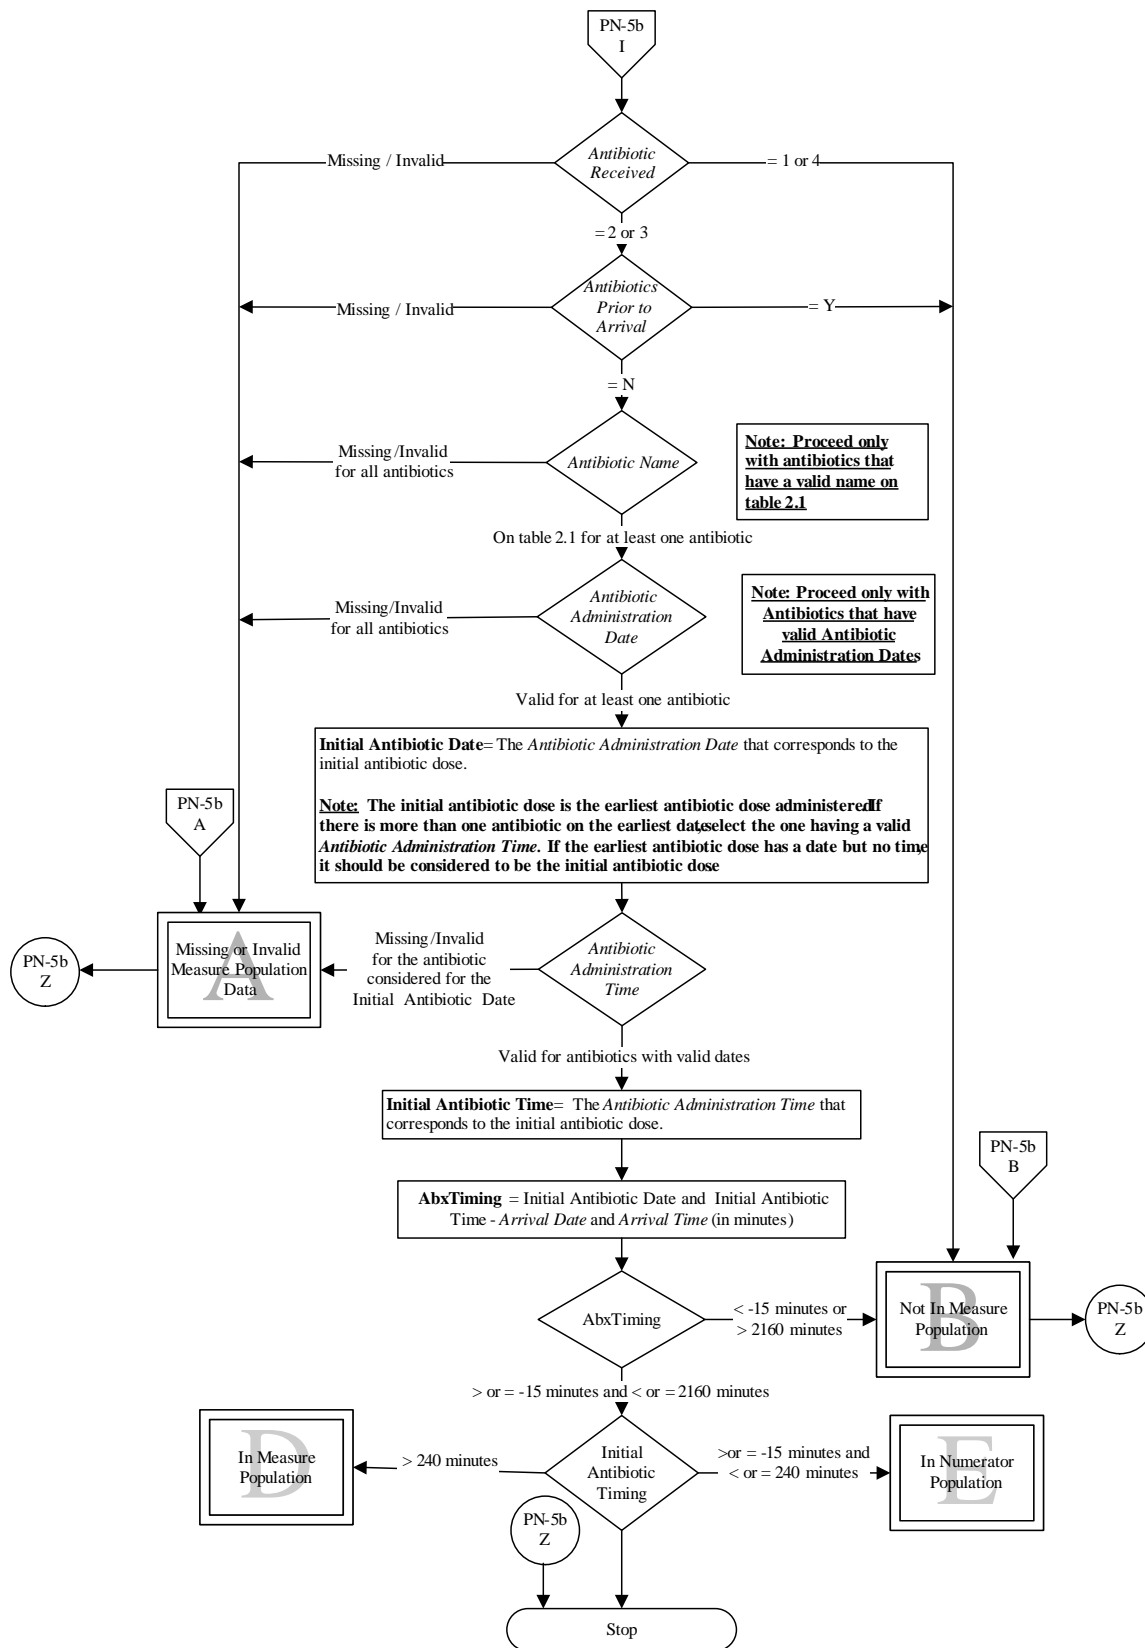 PN-5b
I
Antibiotic
Received
Missing / Invalid
= 1 or 4
= 2 or 3
Antibiotics
Prior to
Arrival
Missing / Invalid
= Y
= N
Antibiotic Name
Missing /Invalid
for all antibiotics
Note: Proceed only
with antibiotics that
have a valid name on
table 2.1
On table 2.1 for at least one antibiotic
Antibiotic
Administration
Date
Missing/Invalid
for all antibiotics
Note: Proceed only with
Antibiotics that have
valid Antibiotic
Administration Dates
Valid for at least one antibiotic
Initial Antibiotic Date= The Antibiotic Administration Date that corresponds to the
initial antibiotic dose.
Note: The initial antibiotic dose is the earliest antibiotic dose administered.If
there is more than one antibiotic on the earliest date,select the one having a valid
Antibiotic Administration Time. If the earliest antibiotic dose has a date but no time,
it should be considered to be the initial antibiotic dose.
PN-5b
A
A
Missing or Invalid
Measure Population
Data
PN-5b
Z
Missing /Invalid
for the antibiotic
considered for the
Initial Antibiotic Date
Antibiotic
Administration
Time
Valid for antibiotics with valid dates
Initial Antibiotic Time= The Antibiotic Administration Time that
corresponds to the initial antibiotic dose.
PN-5b
B
AbxTiming = Initial Antibiotic Date and Initial Antibiotic
Time - Arrival Date and Arrival Time (in minutes)
AbxTiming
< -15 minutes or
> 2160 minutes
B
Not In Measure
Population
PN-5b
Z
> or = -15 minutes and < or = 2160 minutes
Initial
Antibiotic
Timing
> 240 minutes
D
In Measure
Population
>or = -15 minutes and
< or = 240 minutes
E
In Numerator
Population
PN-5b
Z
Stop